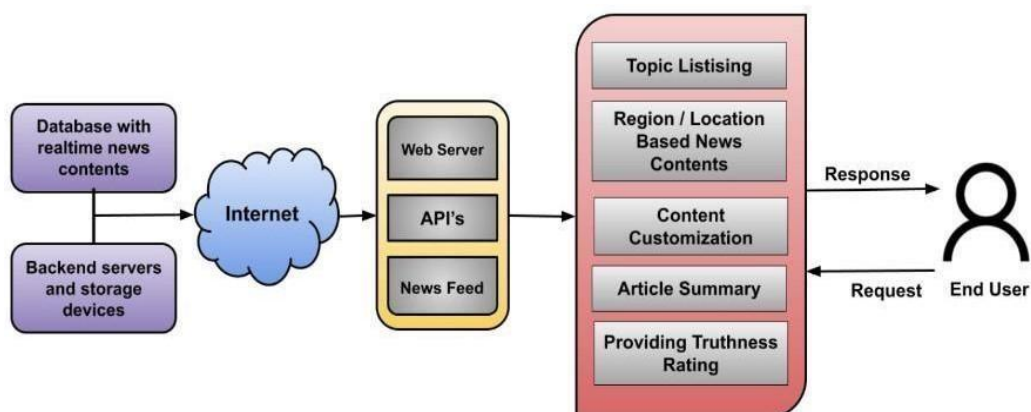 Database with
realtime news
contents
Backend servers
and storage
devices
Internet
Web Server
API's
News Feed
Topic Listising
Region / Location
Based News
Contents
Content
Customization
Article Summary
Providing Truthness
Rating
Response
Request
End User